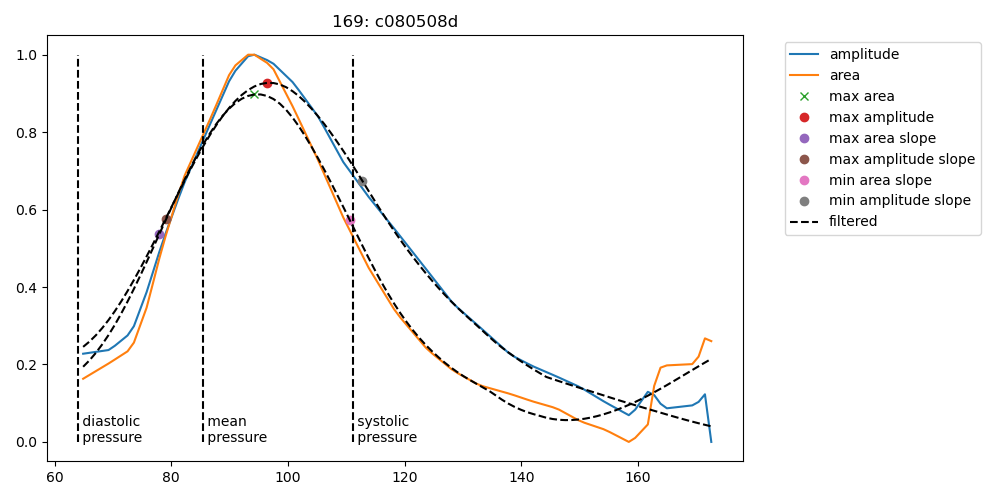 169: c080508d
1.0
0.8
0.6
0.4
0.2
0.0
diastolic
pressure
mean
pressure
systolic
pressure
60
80
100
120
140
160
amplitude
area
max area
max amplitude
max area slope
max amplitude slope
min area slope
min amplitude slope
filtered